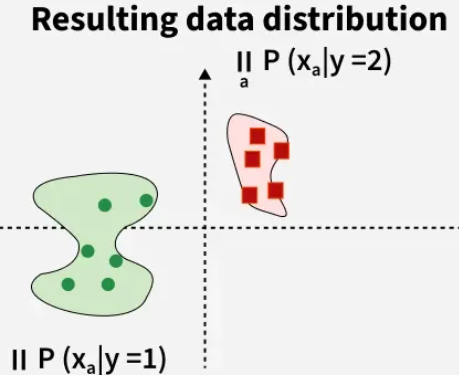 Resulting data distribution
∏ₐ P (xₐ|y =2)
∏ P (xₐ|y =1)